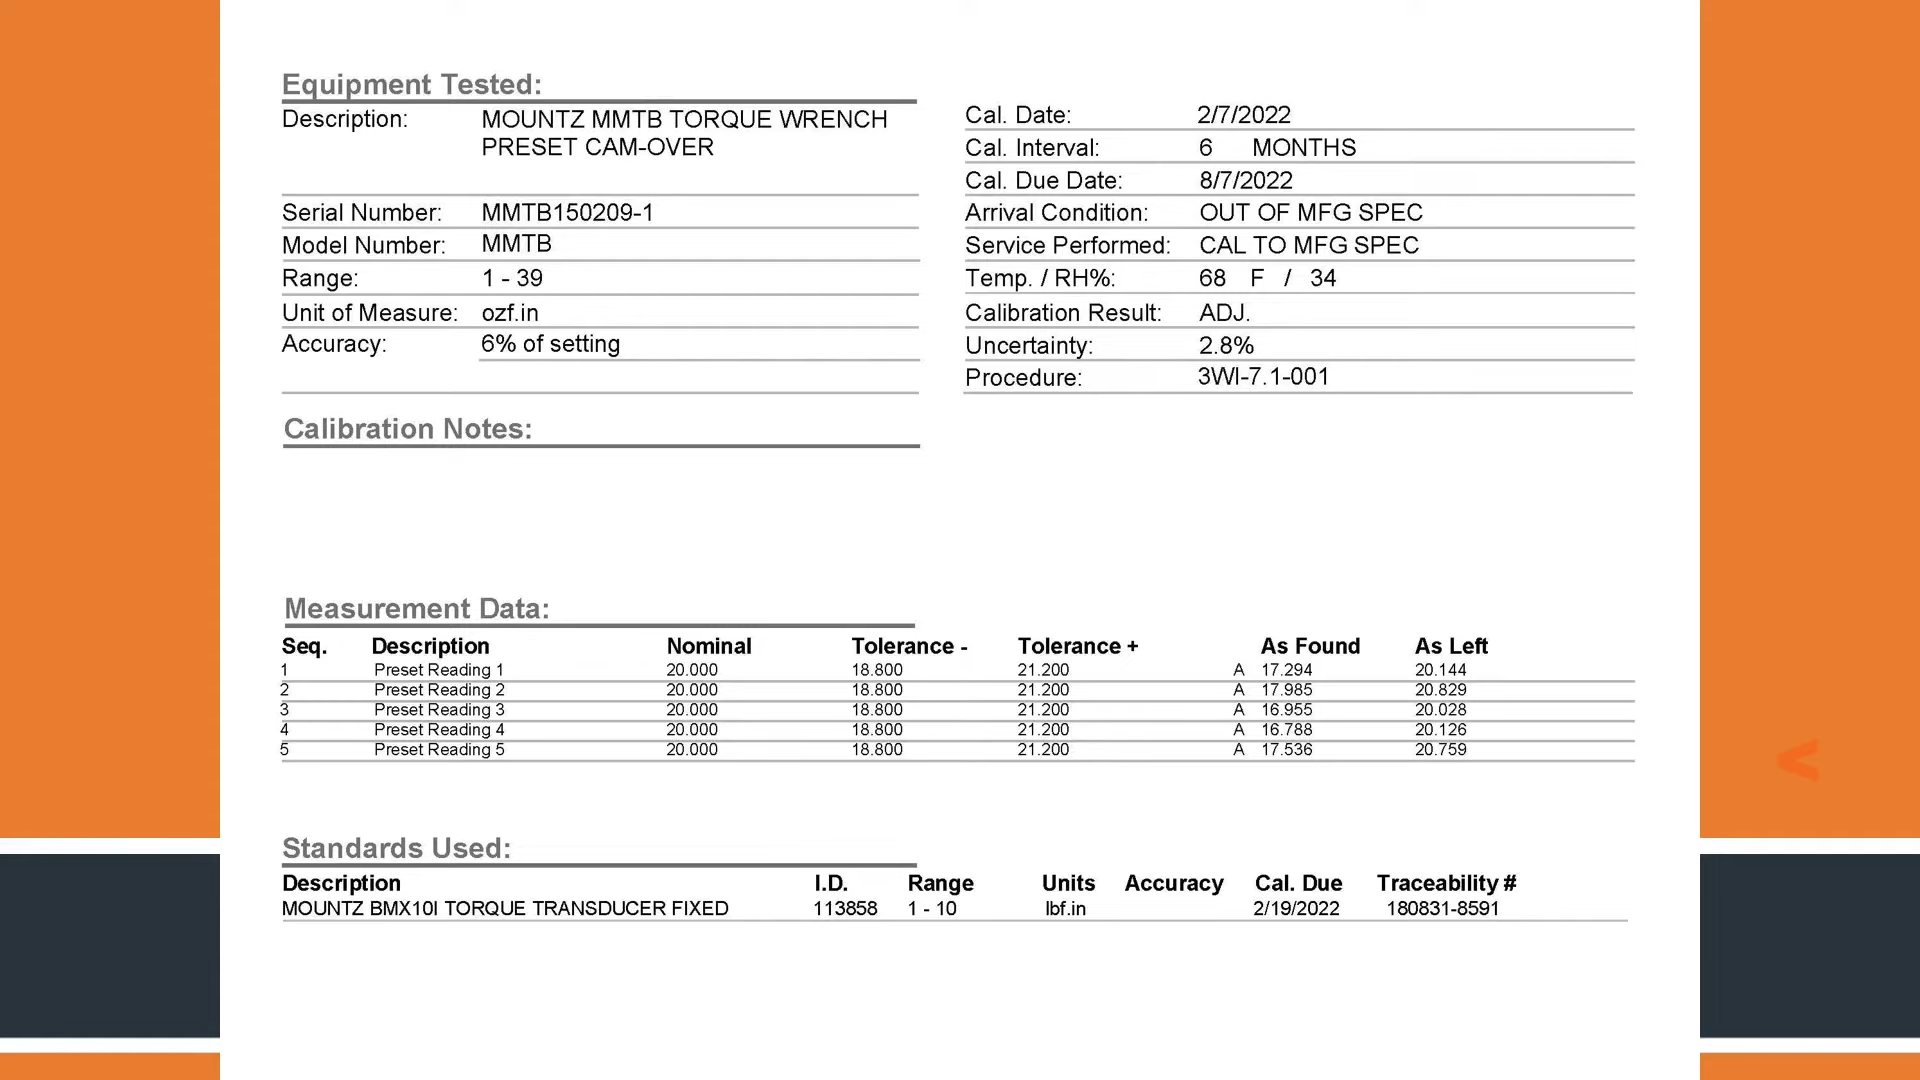 Equipment Tested:
Description: MOUNTZ MMTB TORQUE WRENCH
PRESET CAM-OVER
Serial Number: MMTB150209-1
Model Number: MMTB
Range: 1 - 39
Unit of Measure: ozf.in
Accuracy: 6% of setting
Cal. Date: 2/7/2022
Cal. Interval: 6 MONTHS
Cal. Due Date: 8/7/2022
Arrival Condition: OUT OF MFG SPEC
Service Performed: CAL TO MFG SPEC
Temp. / RH%: 68 F / 34
Calibration Result: ADJ.
Uncertainty: 2.8%
Procedure: 3WI-7.1-001
Calibration Notes:
Measurement Data:
Seq. Description Nominal Tolerance - Tolerance + As Found As Left
1 Preset Reading 1 20.000 18.800 21.200 A 17.294 20.144
2 Preset Reading 2 20.000 18.800 21.200 A 17.985 20.829
3 Preset Reading 3 20.000 18.800 21.200 A 16.955 20.028
4 Preset Reading 4 20.000 18.800 21.200 A 16.788 20.126
5 Preset Reading 5 20.000 18.800 21.200 A 17.536 20.759
Standards Used:
Description I.D. Range Units Accuracy Cal. Due Traceability #
MOUNTZ BMX10I TORQUE TRANSDUCER FIXED 113858 1 - 10 lbf.in 2/19/2022 180831-8591